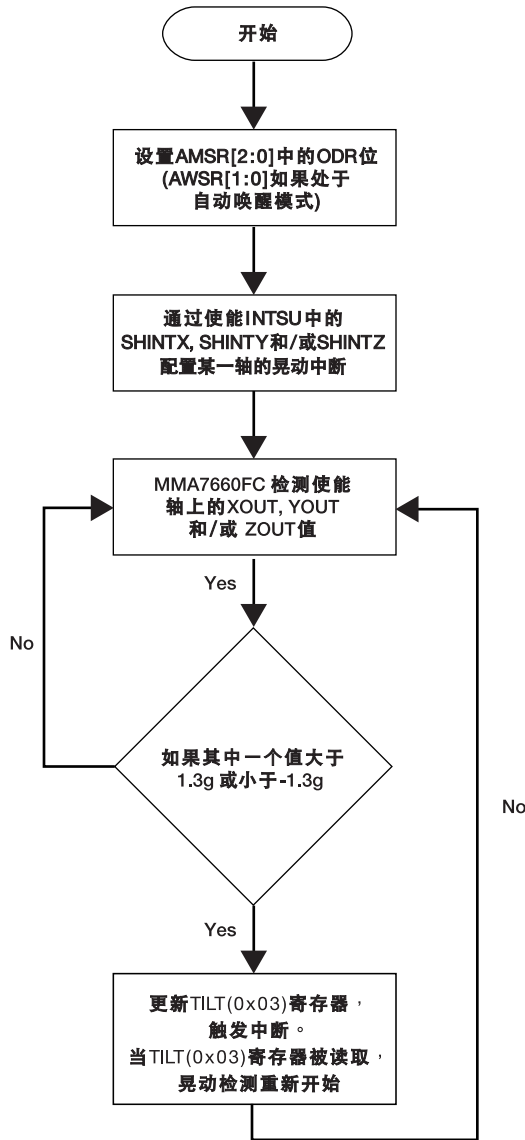 开始
设置AMSR[2:0]中的ODR位
(AWSR[1:0]如果处于
自动唤醒模式)
通过使能INTSU中的
SHINTX, SHINTY和/或SHINTZ
配置某一轴的晃动中断
MMA7660FC 检测使能
轴上的XOUT, YOUT
和/或 ZOUT值
Yes
No
如果其中一个值大于
1.3g 或小于-1.3g
No
Yes
更新TILT(0x03)寄存器，
触发中断。
当TILT(0x03)寄存器被读取，
晃动检测重新开始